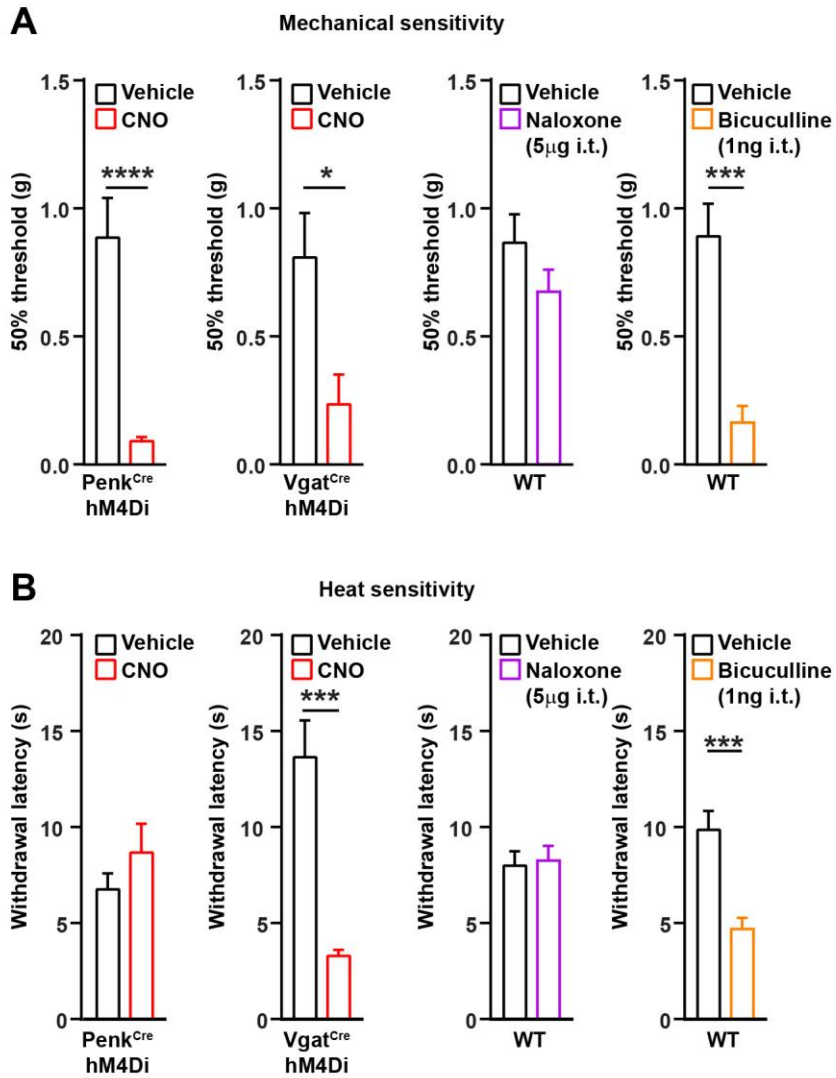 A
Mechanical sensitivity
50% threshold (g)
1.5
1.0
0.5
0.0
Vehicle
CNO
****
Penk^Cre
hM4Di
50% threshold (g)
1.5
1.0
0.5
0.0
Vehicle
CNO
*
Vgat^Cre
hM4Di
50% threshold (g)
1.5
1.0
0.5
0.0
Vehicle
Naloxone
(5µg i.t.)
WT
50% threshold (g)
1.5
1.0
0.5
0.0
Vehicle
Bicuculline
(1ng i.t.)
***
WT
B
Heat sensitivity
Withdrawal latency (s)
20
15
10
5
0
Vehicle
CNO
Penk^Cre
hM4Di
Withdrawal latency (s)
20
15
10
5
0
Vehicle
CNO
***
Vgat^Cre
hM4Di
Withdrawal latency (s)
20
15
10
5
0
Vehicle
Naloxone
(5µg i.t.)
WT
Withdrawal latency (s)
20
15
10
5
0
Vehicle
Bicuculline
(1ng i.t.)
***
WT